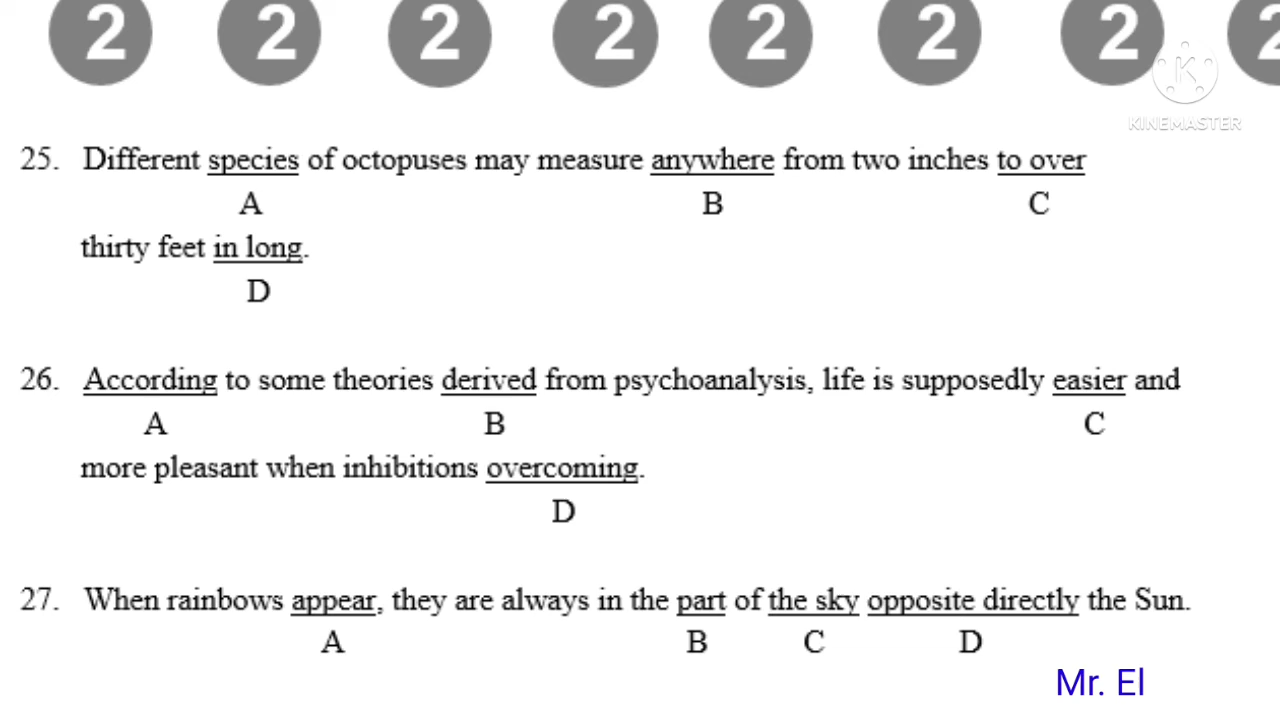 2 2 2 2 2 2 2 2
KINEMASTER
25. Different species of octopuses may measure anywhere from two inches to over
A B C
thirty feet in long.
D
26. According to some theories derived from psychoanalysis, life is supposedly easier and
A B C
more pleasant when inhibitions overcoming.
D
27. When rainbows appear, they are always in the part of the sky opposite directly the Sun.
A B C D
Mr. El